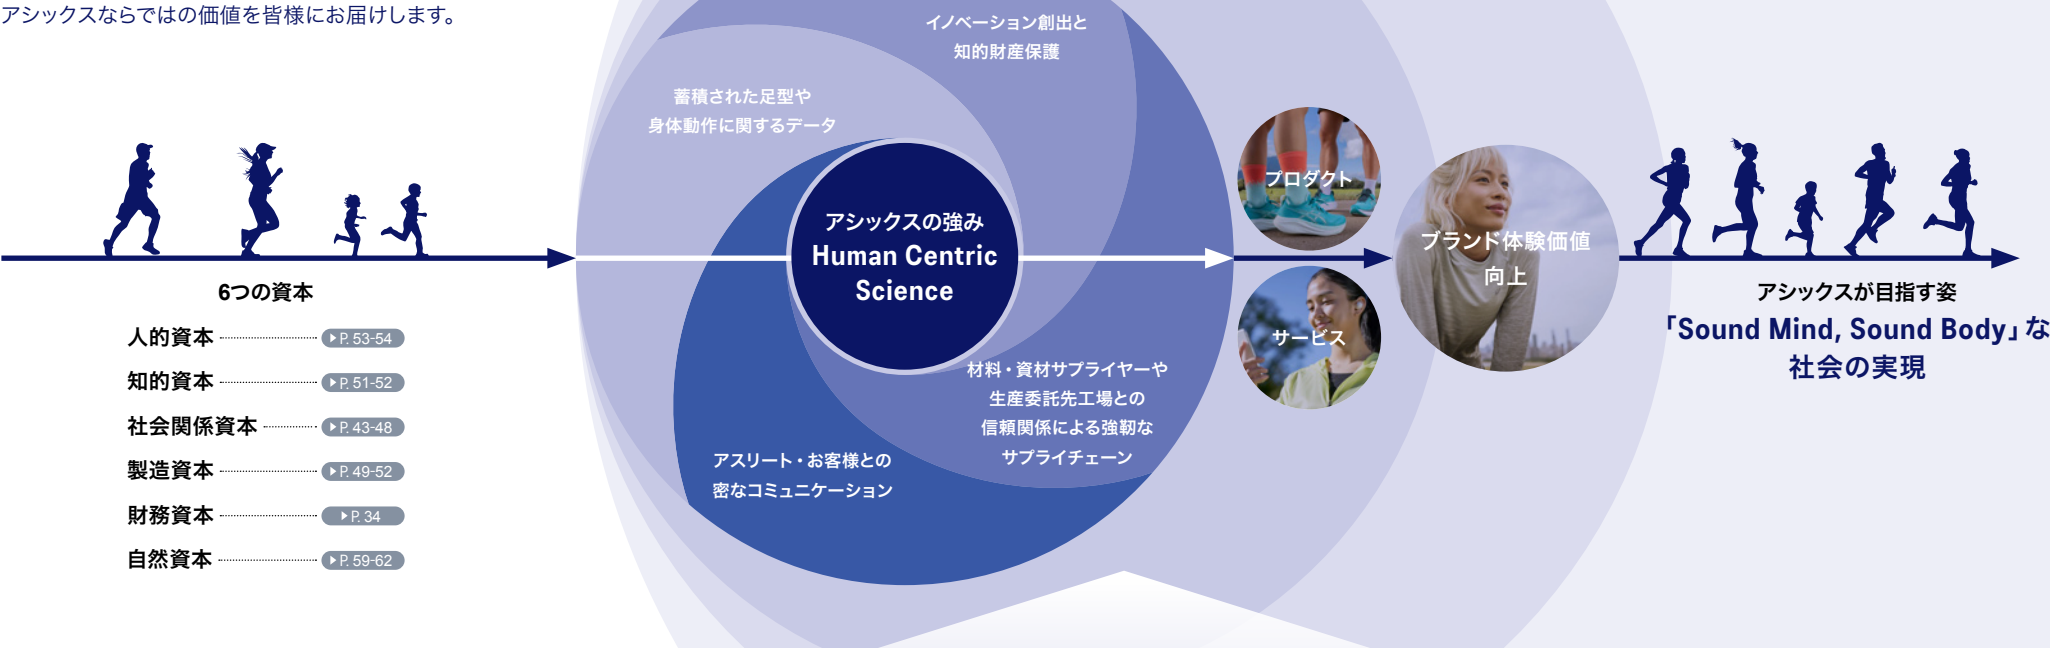 アシックスならではの価値を皆様にお届けします。
6つの資本
人的資本 P. 53-54
知的資本 P. 51-52
社会関係資本 P. 43-48
製造資本 P. 49-52
財務資本 P. 34
自然資本 P. 59-62
イノベーション創出と
知的財産保護
蓄積された足型や
身体動作に関するデータ
アシックスの強み
Human Centric
Science
材料・資材サプライヤーや
生産委託先工場との
信頼関係による強靭な
サプライチェーン
アスリート・お客様との
密なコミュニケーション
プロダクト
サービス
ブランド体験価値
向上
アシックスが目指す姿
「Sound Mind, Sound Body」な
社会の実現